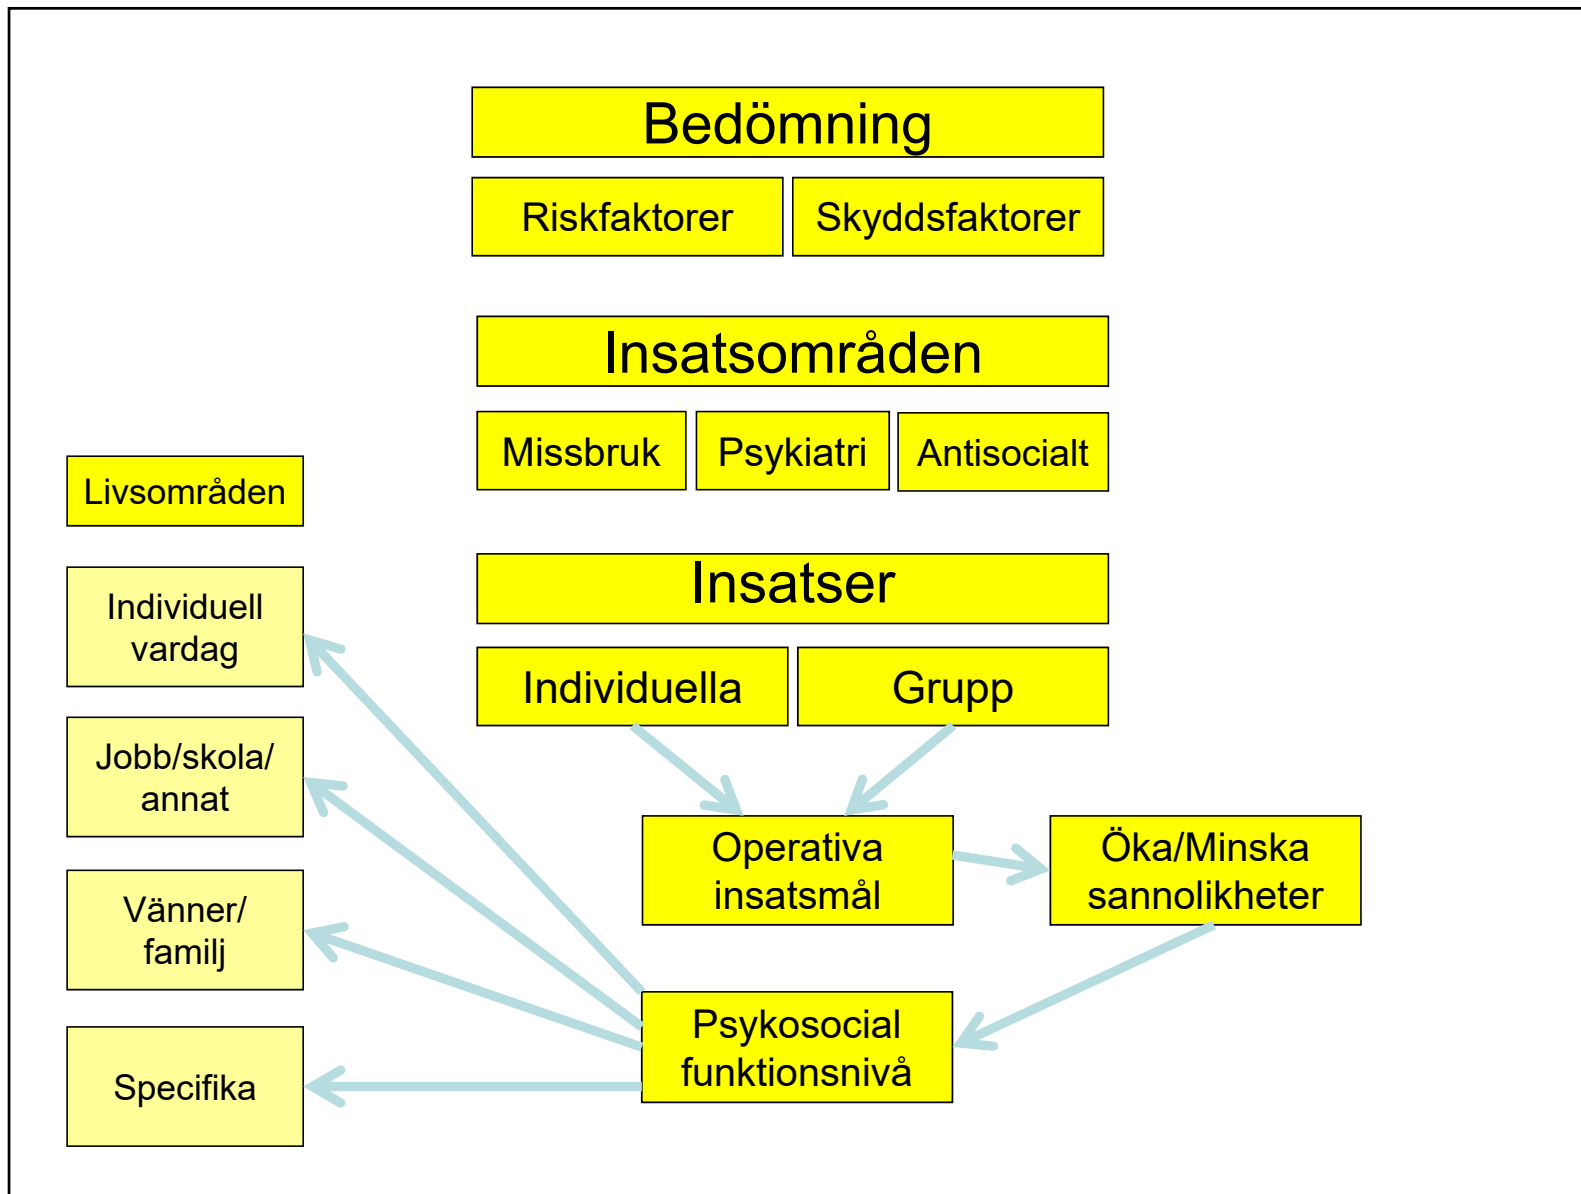 Bedömning
Riskfaktorer
Skyddsfaktorer
Insatsområden
Missbruk
Psykiatri
Antisocialt
Livsområden
Insatser
Individuell
vardag
Individuella
Grupp
Jobb/skola/
annat
Operativa
insatsmål
Öka/Minska
sannolikheter
Vänner/
familj
Psykosocial
funktionsnivå
Specifika